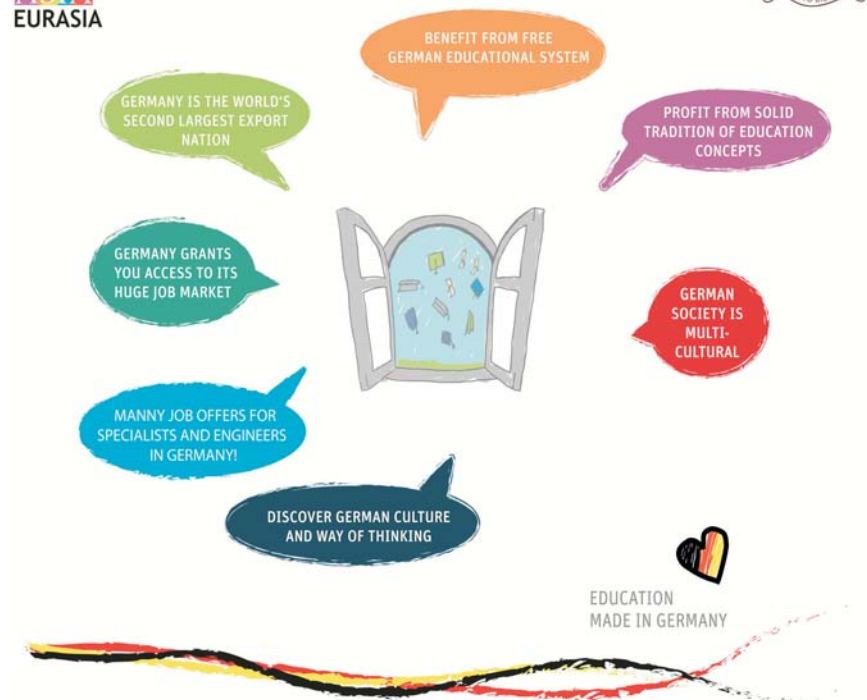 EURASIA
BENEFIT FROM FREE
GERMAN EDUCATIONAL SYSTEM
GERMANY IS THE WORLD'S
SECOND LARGEST EXPORT
NATION
PROFIT FROM SOLID
TRADITION OF EDUCATION
CONCEPTS
GERMANY GRANTS
YOU ACCESS TO ITS
HUGE JOB MARKET
GERMAN
SOCIETY IS
MULTI-
CULTURAL
MANNY JOB OFFERS FOR
SPECIALISTS AND ENGINEERS
IN GERMANY!
DISCOVER GERMAN CULTURE
AND WAY OF THINKING
EDUCATION
MADE IN GERMANY